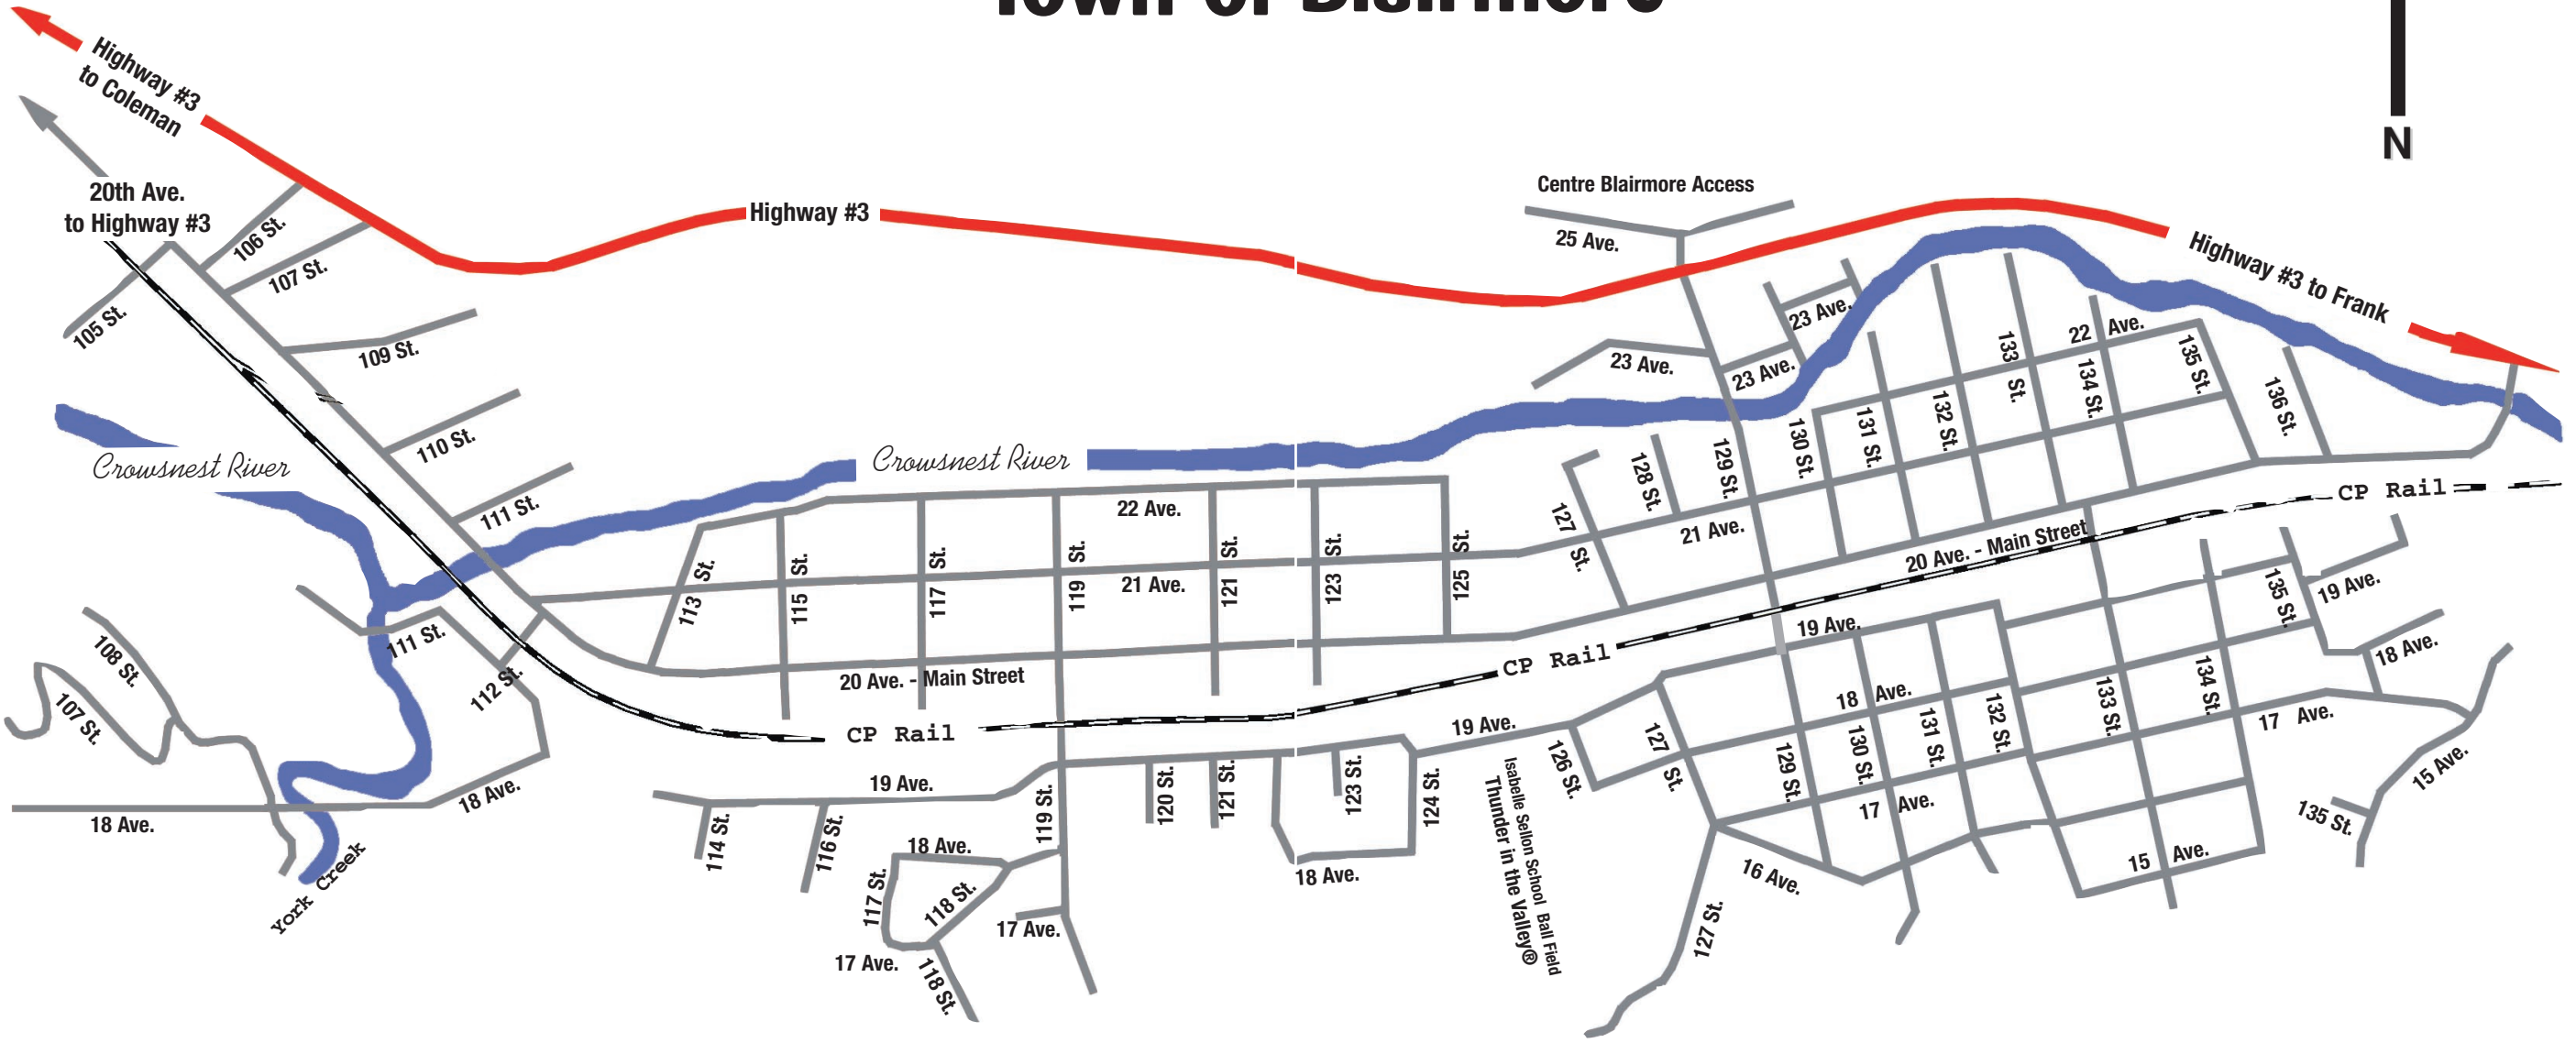 Town of Blairmore
N
Highway #3
to Coleman
20th Ave.
to Highway #3
Highway #3
Centre Blairmore Access
25 Ave.
Highway #3 to Frank
106 St.
107 St.
105 St.
109 St.
110 St.
111 St.
Crowsnest River
Crowsnest River
23 Ave.
23 Ave.
23 Ave.
22 Ave.
133 St.
134 St.
135 St.
136 St.
130 St.
131 St.
132 St.
129 St.
128 St.
127 St.
21 Ave.
22 Ave.
21 Ave.
113 St.
115 St.
117 St.
119 St.
121 St.
123 St.
125 St.
20 Ave. - Main Street
20 Ave. - Main Street
CP Rail
CP Rail
CP Rail
111 St.
112 St.
108 St.
107 St.
18 Ave.
18 Ave.
York Creek
19 Ave.
114 St.
116 St.
18 Ave.
117 St.
118 St.
17 Ave.
118 St.
17 Ave.
119 St.
120 St.
121 St.
123 St.
124 St.
18 Ave.
19 Ave.
126 St.
Isabelle Sellon School Ball Field
Thunder in the Valley®
127 St.
127 St.
19 Ave.
18 Ave.
17 Ave.
16 Ave.
129 St.
130 St.
131 St.
132 St.
133 St.
134 St.
135 St.
19 Ave.
18 Ave.
17 Ave.
15 Ave.
15 Ave.
135 St.